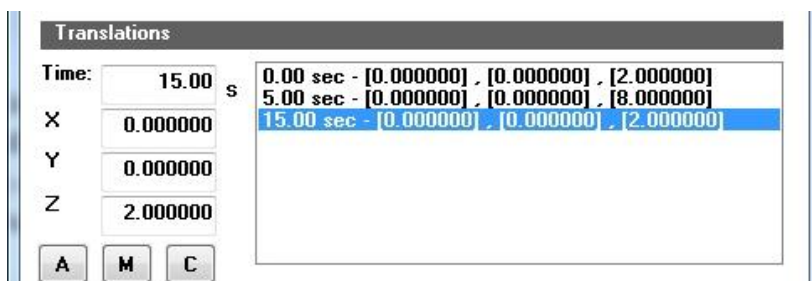 Translations
Time: 15.00 s
X 0.000000
Y 0.000000
Z 2.000000
A M C
0.00 sec - [0.000000] , [0.000000] , [2.000000]
5.00 sec - [0.000000] , [0.000000] , [8.000000]
15.00 sec - [0.000000] , [0.000000] , [2.000000]